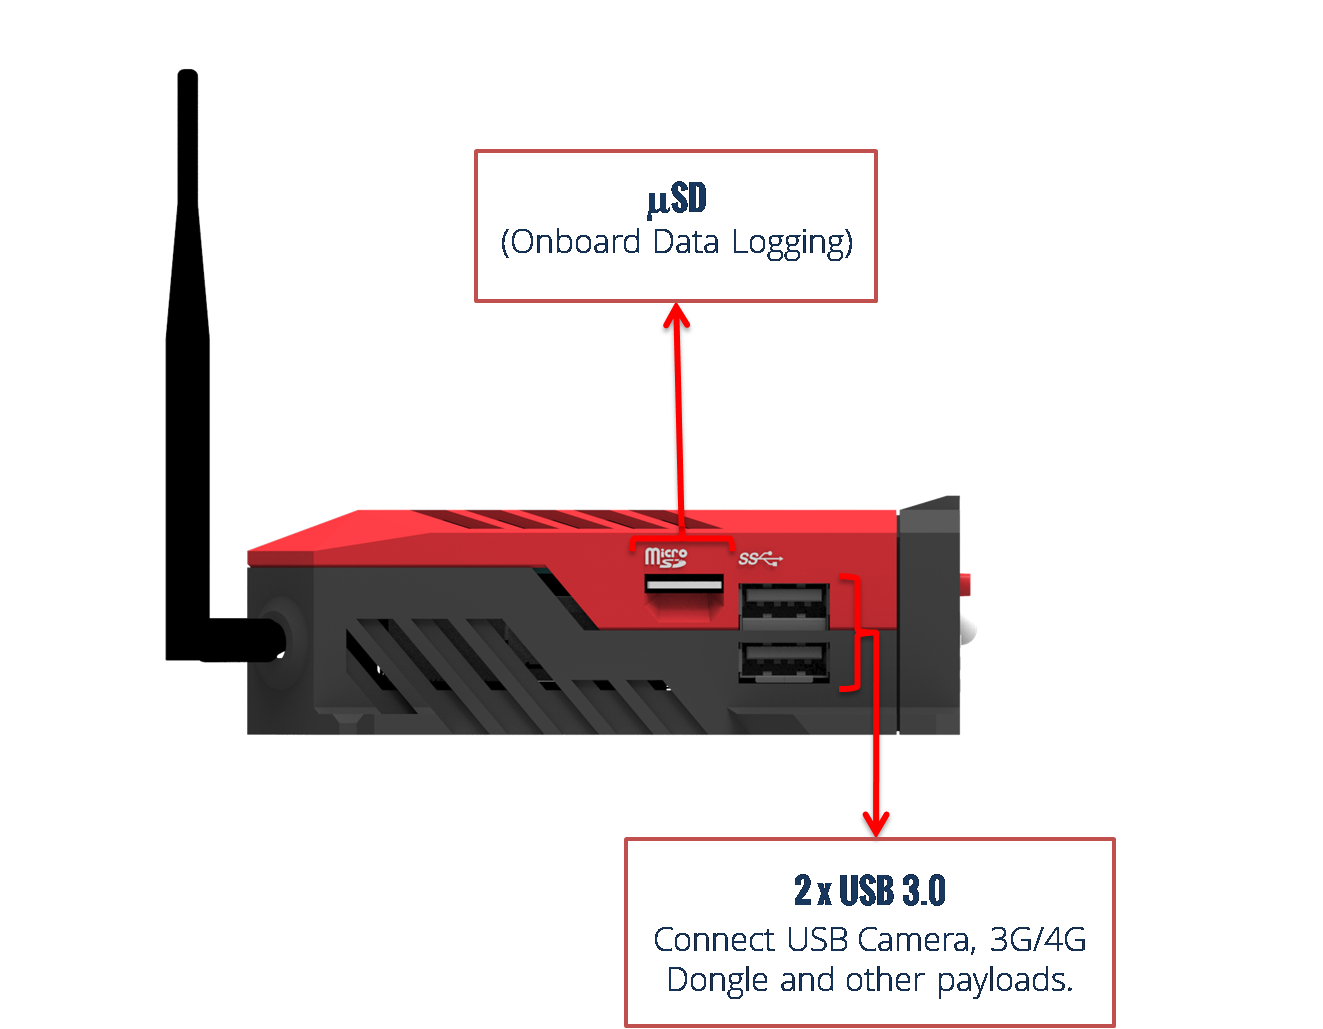 μSD
(Onboard Data Logging)
Micro
SD
SS
2 x USB 3.0
Connect USB Camera, 3G/4G
Dongle and other payloads.